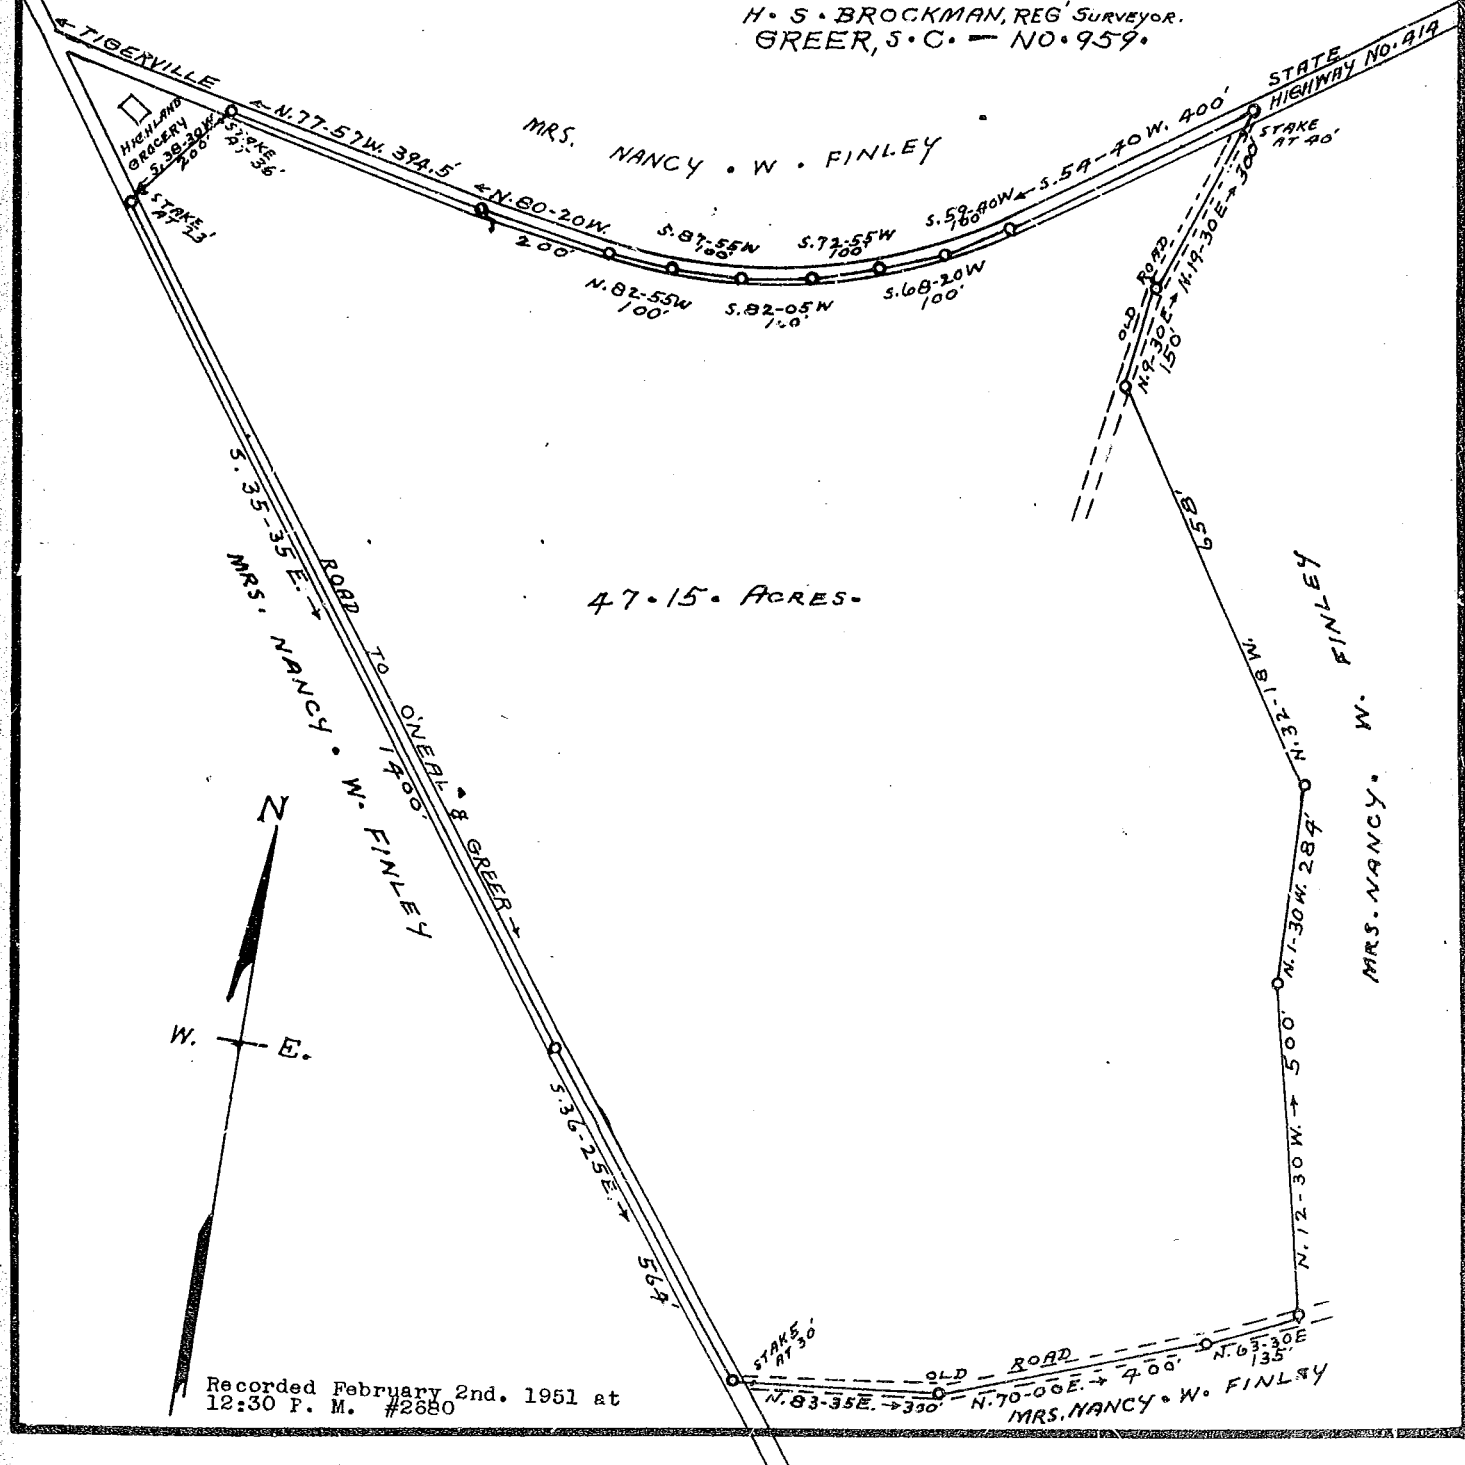 H. S. BROCKMAN, REG' SURVEYOR.
GREER, S. C. — NO. 959.
← TIGERVILLE
STATE
HIGHWAY NO. 414
HIGHLAND
GROCERY
S. 38-30 W.
200'
STAKE
AT 36'
STAKE
AT 23'
← N. 77-57 W. 394.5'
MRS. NANCY . W . FINLEY
← N. 80-20 W.
200'
N. 82-55 W
100'
S. 87-55 W
100'
S. 82-05 W
100'
S. 72-55 W
100'
S. 68-20 W
100'
S. 59-40 W
100'
← S. 54-40 W. 400'
STAKE
AT 40'
OLD ROAD
N. 19-30 E → 300'
N. 9-30 E →
150'
S. 35-35 E. →
1400'
ROAD TO O'NEAL & GREER →
MRS. NANCY . W. FINLEY
47.15. ACRES.
658'
N. 32-18 W.
MRS. NANCY. W. FINLEY
N. 1-30 W. 284'
N
W. E.
N. 12-30 W. → 500'
S. 36-25 E. →
564'
STAKE
AT 30'
OLD ROAD
N. 83-35 E. → 300'
N. 70-00 E. → 400'
N. 63-30 E
135'
MRS. NANCY . W. FINLEY
Recorded February 2nd. 1951 at
12:30 P. M. #2680